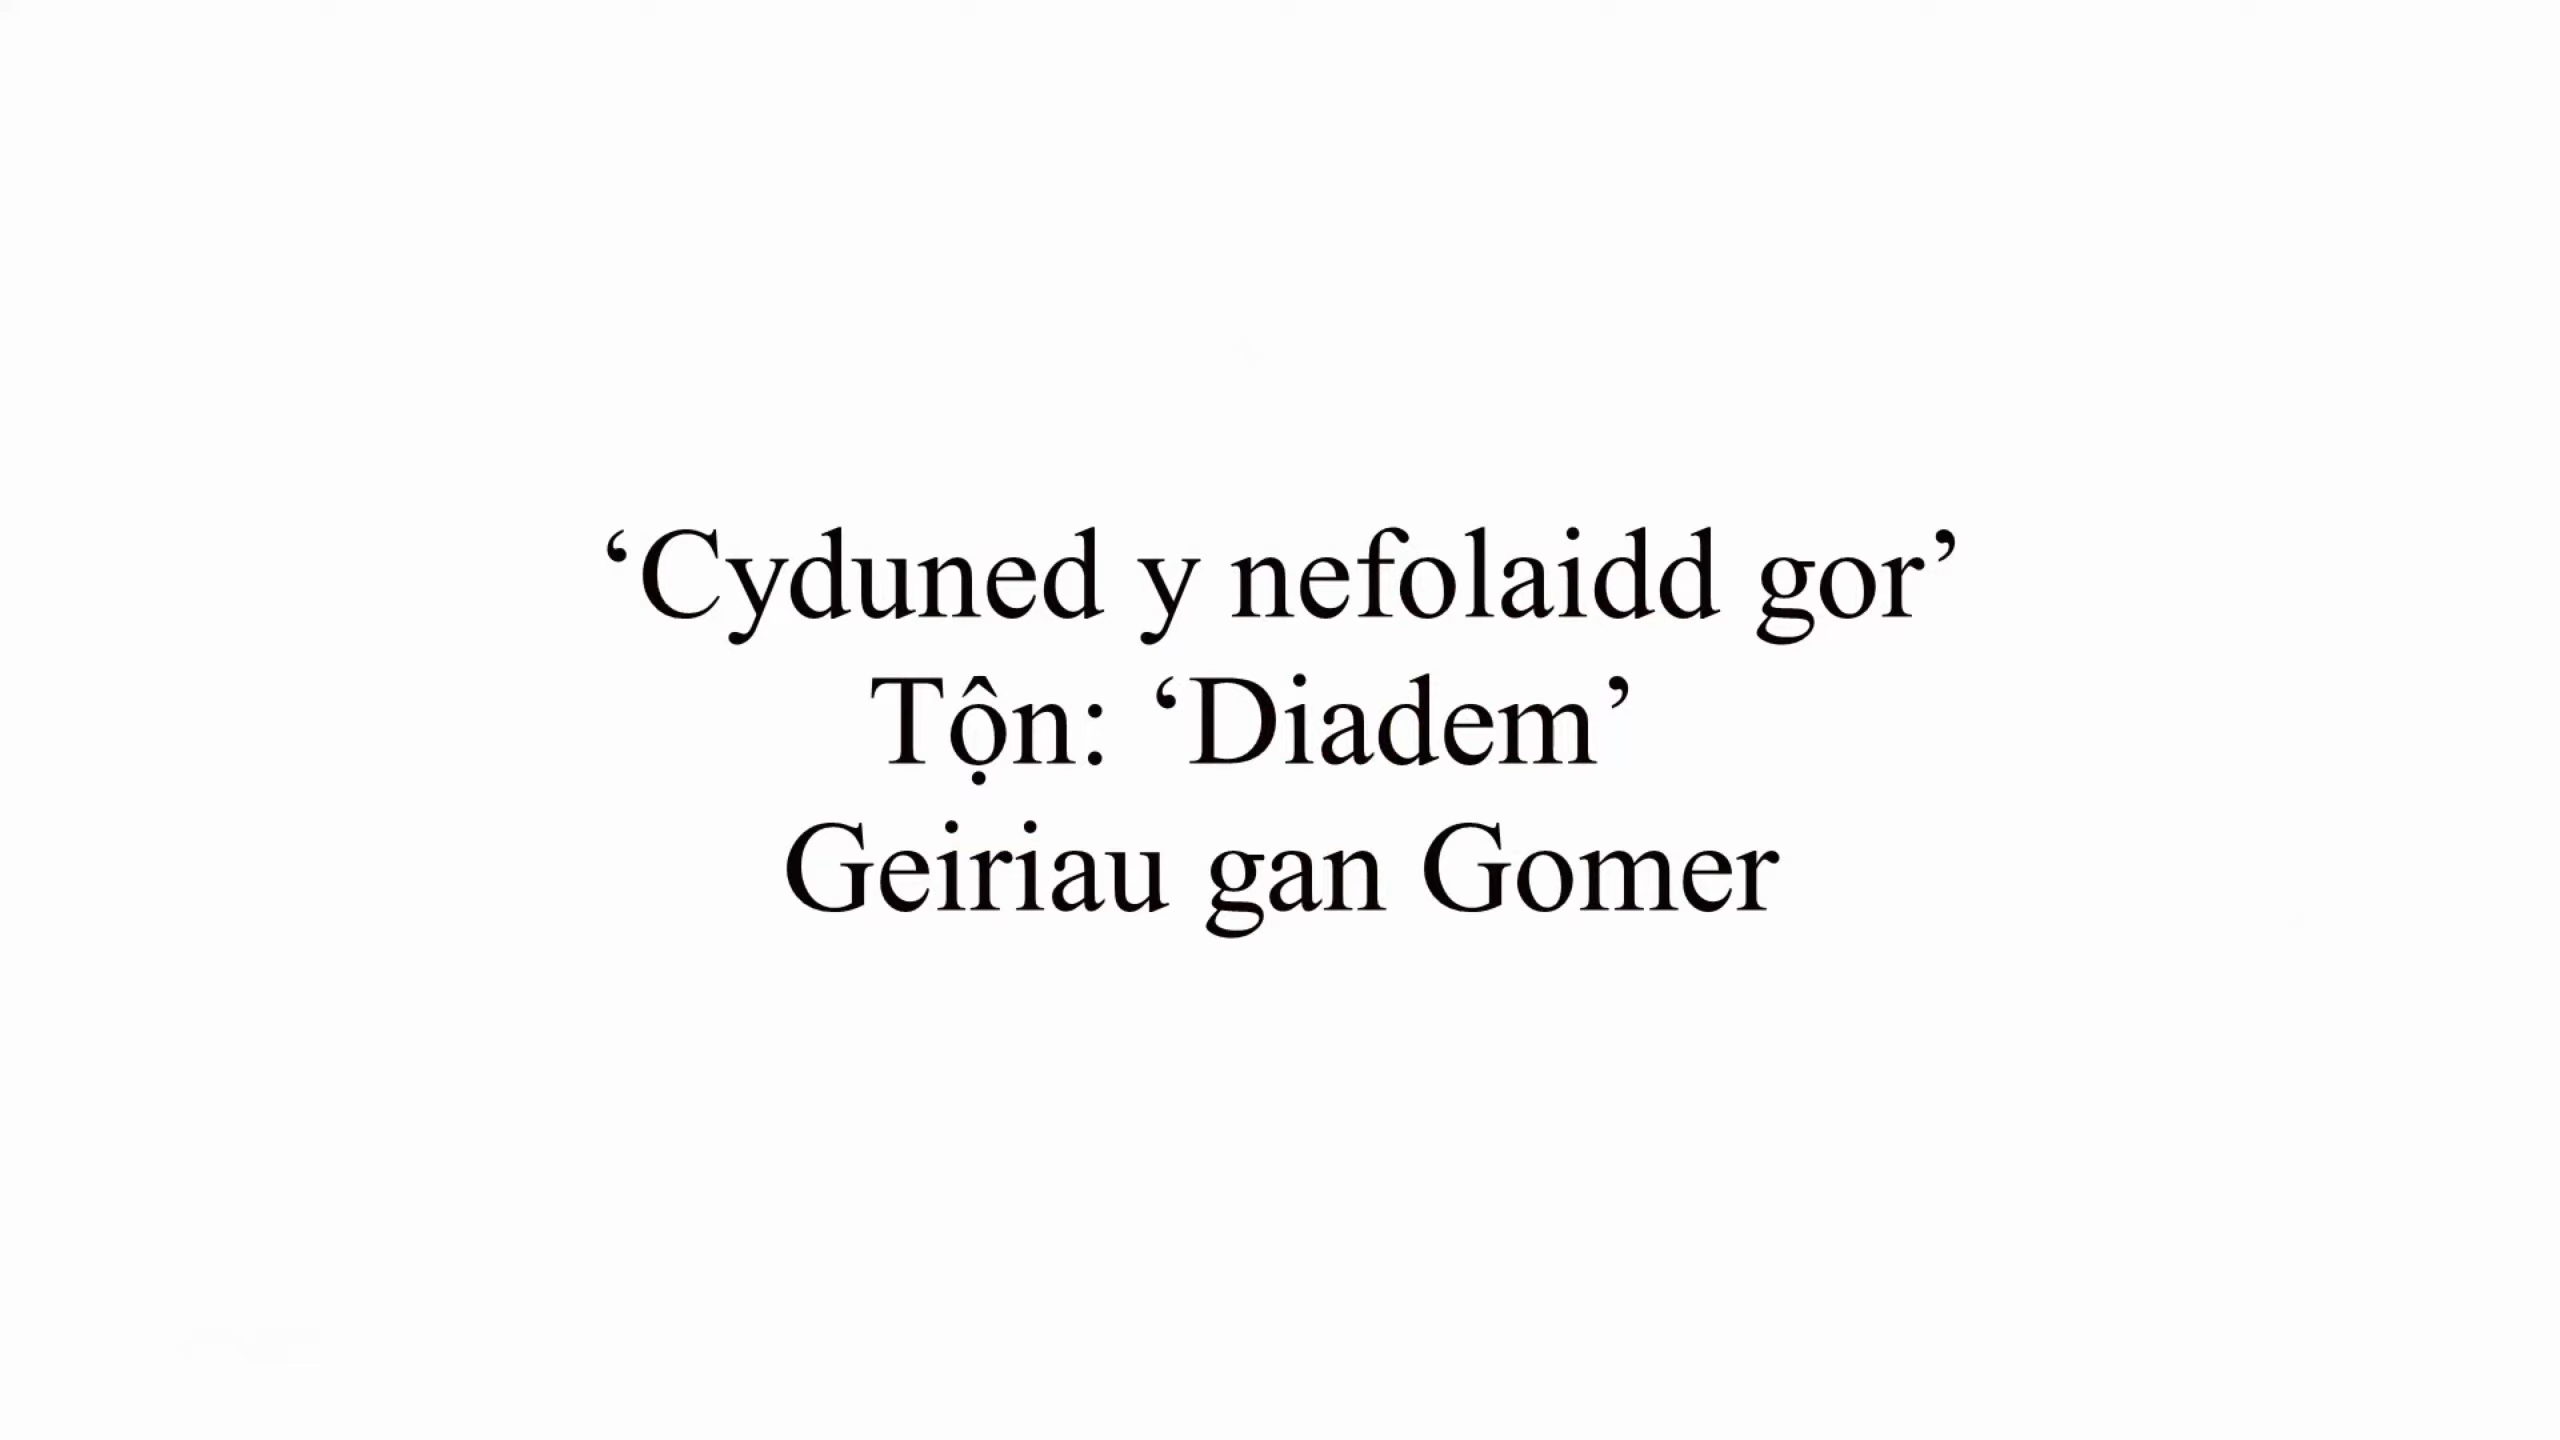 ‘Cyduned y nefolaidd gor’
Tộn: ‘Diadem’
Geiriau gan Gomer